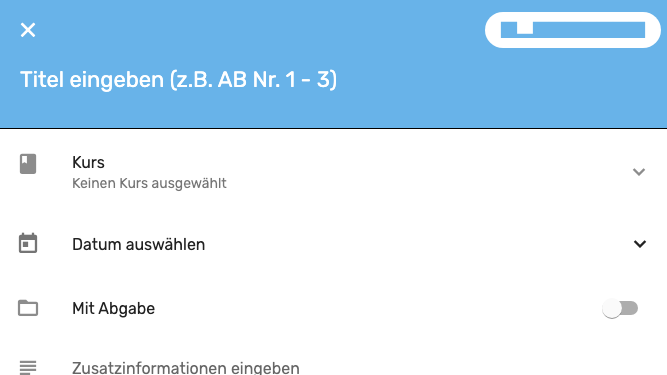 Titel eingeben (z.B. AB Nr. 1 - 3)
Kurs
Keinen Kurs ausgewählt
Datum auswählen
Mit Abgabe
Zusatzinformationen eingeben